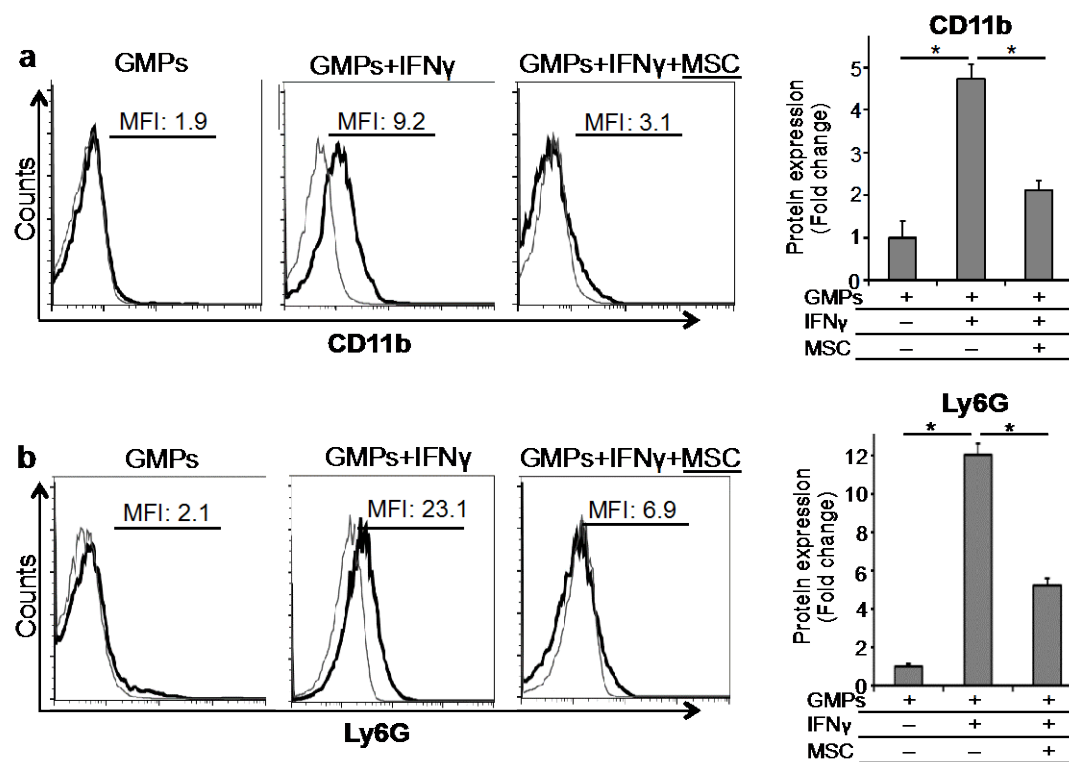 a
GMPs
GMPs+IFNγ
GMPs+IFNγ+MSC
MFI: 1.9
MFI: 9.2
MFI: 3.1
Counts
CD11b
CD11b
* *
Protein expression
(Fold change)
5
4
3
2
1
0
GMPs + + +
IFNγ – + +
MSC – – +
b
GMPs
GMPs+IFNγ
GMPs+IFNγ+MSC
MFI: 2.1
MFI: 23.1
MFI: 6.9
Counts
Ly6G
Ly6G
* *
Protein expression
(Fold change)
12
10
8
6
4
2
0
GMPs + + +
IFNγ – + +
MSC – – +